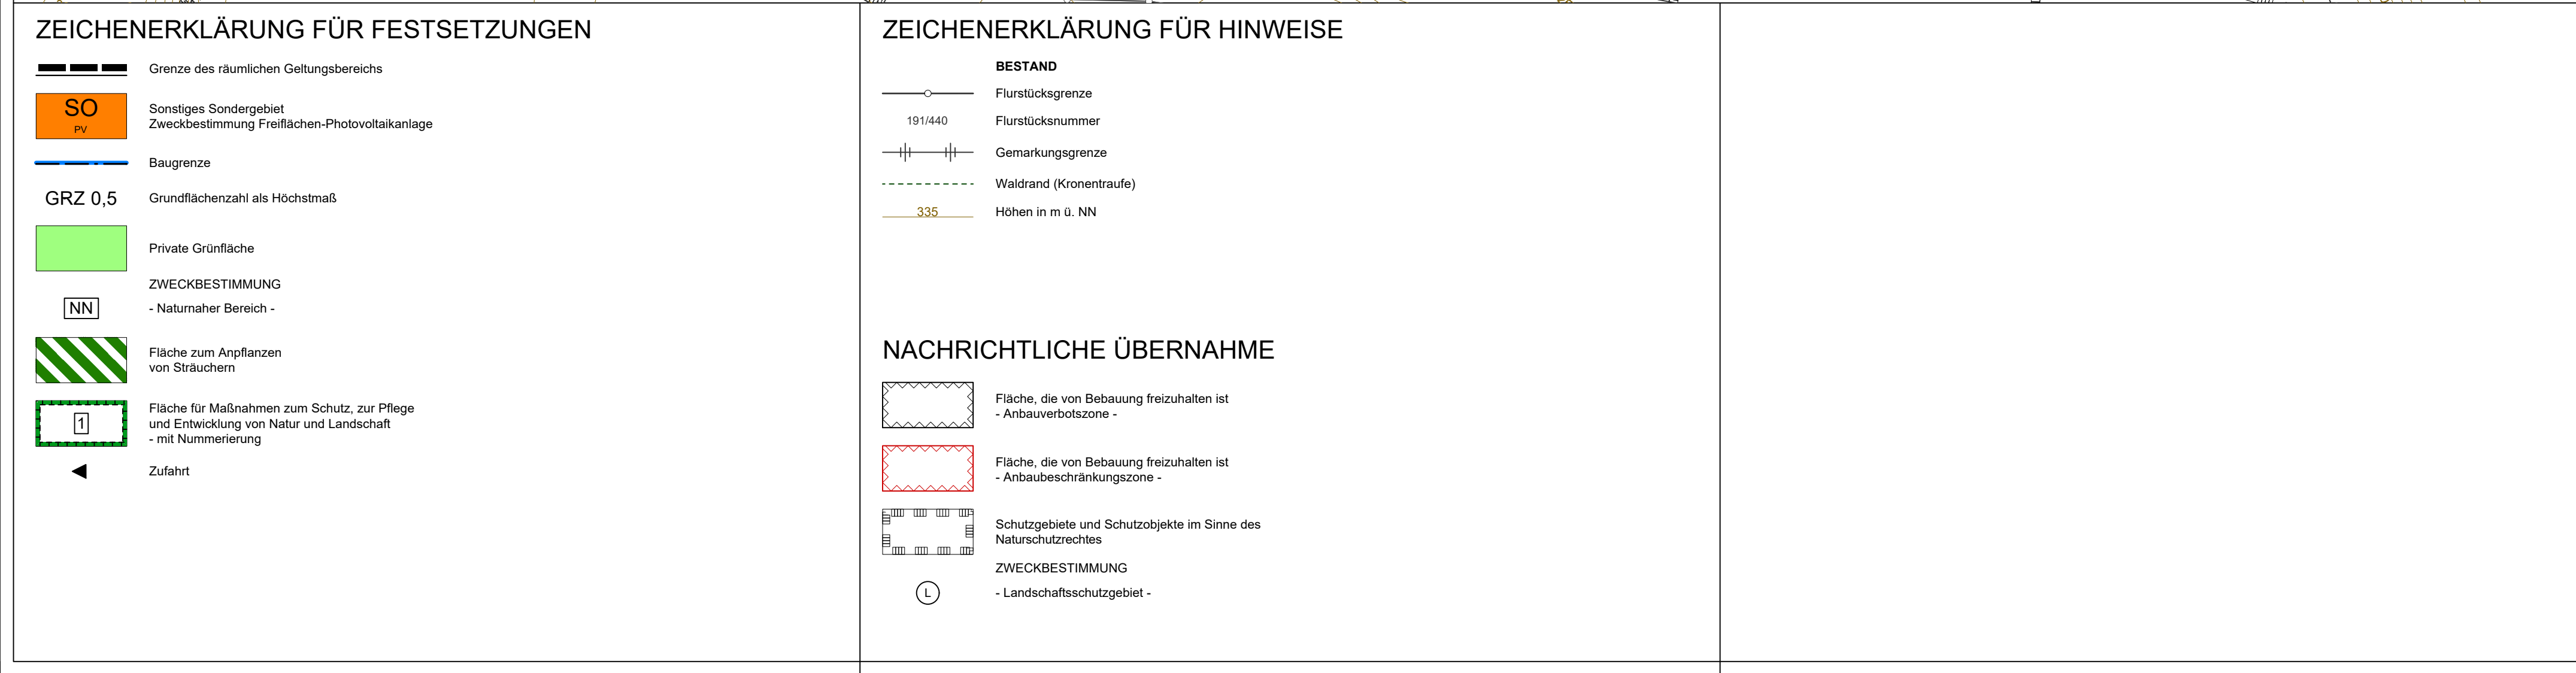 ZEICHENERKLÄRUNG FÜR FESTSETZUNGEN
Grenze des räumlichen Geltungsbereichs
SO
PV
Sonstiges Sondergebiet
Zweckbestimmung Freiflächen-Photovoltaikanlage
Baugrenze
GRZ 0,5
Grundflächenzahl als Höchstmaß
Private Grünfläche
ZWECKBESTIMMUNG
NN
- Naturnaher Bereich -
Fläche zum Anpflanzen
von Sträuchern
1
Fläche für Maßnahmen zum Schutz, zur Pflege
und Entwicklung von Natur und Landschaft
- mit Nummerierung
Zufahrt
ZEICHENERKLÄRUNG FÜR HINWEISE
BESTAND
Flurstücksgrenze
191/440
Flurstücksnummer
Gemarkungsgrenze
Waldrand (Kronentraufe)
335
Höhen in m ü. NN
NACHRICHTLICHE ÜBERNAHME
Fläche, die von Bebauung freizuhalten ist
- Anbauverbotszone -
Fläche, die von Bebauung freizuhalten ist
- Anbaubeschränkungszone -
Schutzgebiete und Schutzobjekte im Sinne des
Naturschutzrechtes
ZWECKBESTIMMUNG
L
- Landschaftsschutzgebiet -